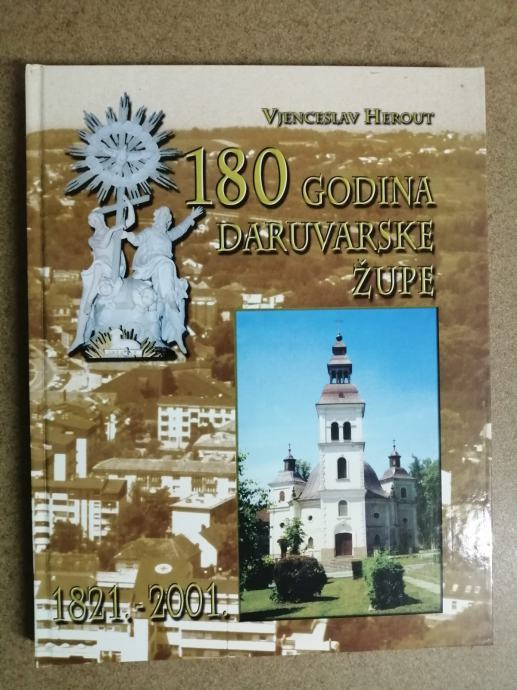 Vjenceslav Herout
180 GODINA
DARUVARSKE
ŽUPE
1821.-2001.